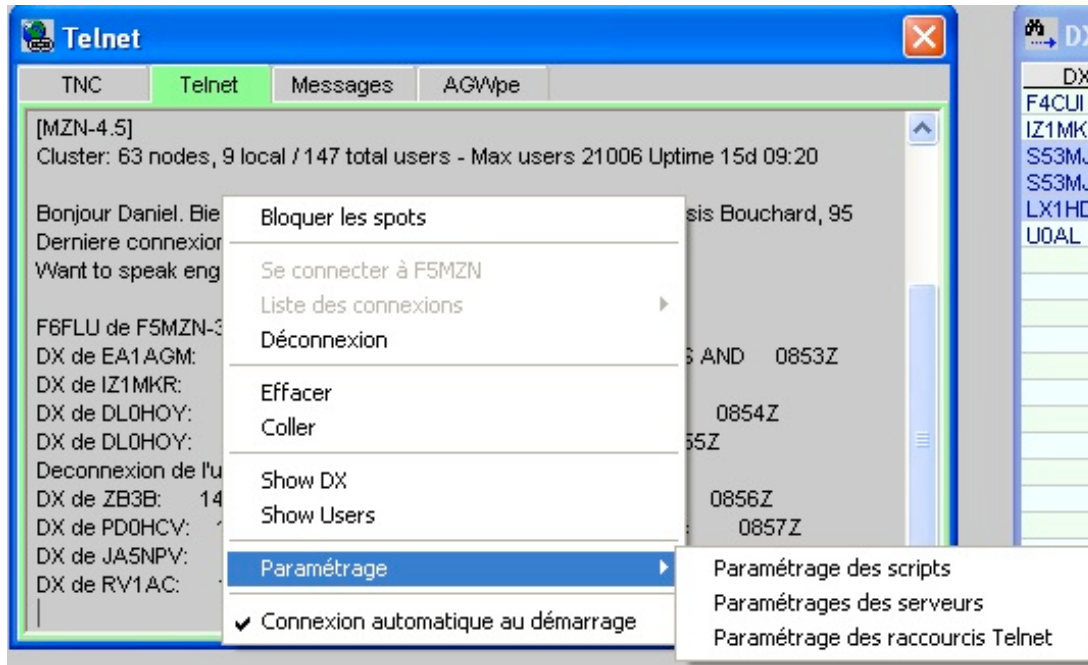 Telnet
TNC Telnet Messages AGWpe
[MZN-4.5]
Cluster: 63 nodes, 9 local / 147 total users - Max users 21006 Uptime 15d 09:20
Bonjour Daniel. Bie sis Bouchard, 95
Derniere connexion
Want to speak eng
F6FLU de F5MZN-3
DX de EA1AGM: S AND 0853Z
DX de IZ1MKR:
DX de DL0HOY: 0854Z
DX de DL0HOY: 55Z
Deconnexion de l'u
DX de ZB3B: 14 0856Z
DX de PD0HCV: 0857Z
DX de JA5NPV:
DX de RV1AC:
Bloquer les spots
Se connecter à F5MZN
Liste des connexions
Déconnexion
Effacer
Coller
Show DX
Show Users
Paramétrage
Connexion automatique au démarrage
Paramétrage des scripts
Paramétrages des serveurs
Paramétrage des raccourcis Telnet
DX
DX
F4CUI
IZ1MK
S53MJ
S53MJ
LX1HD
U0AL